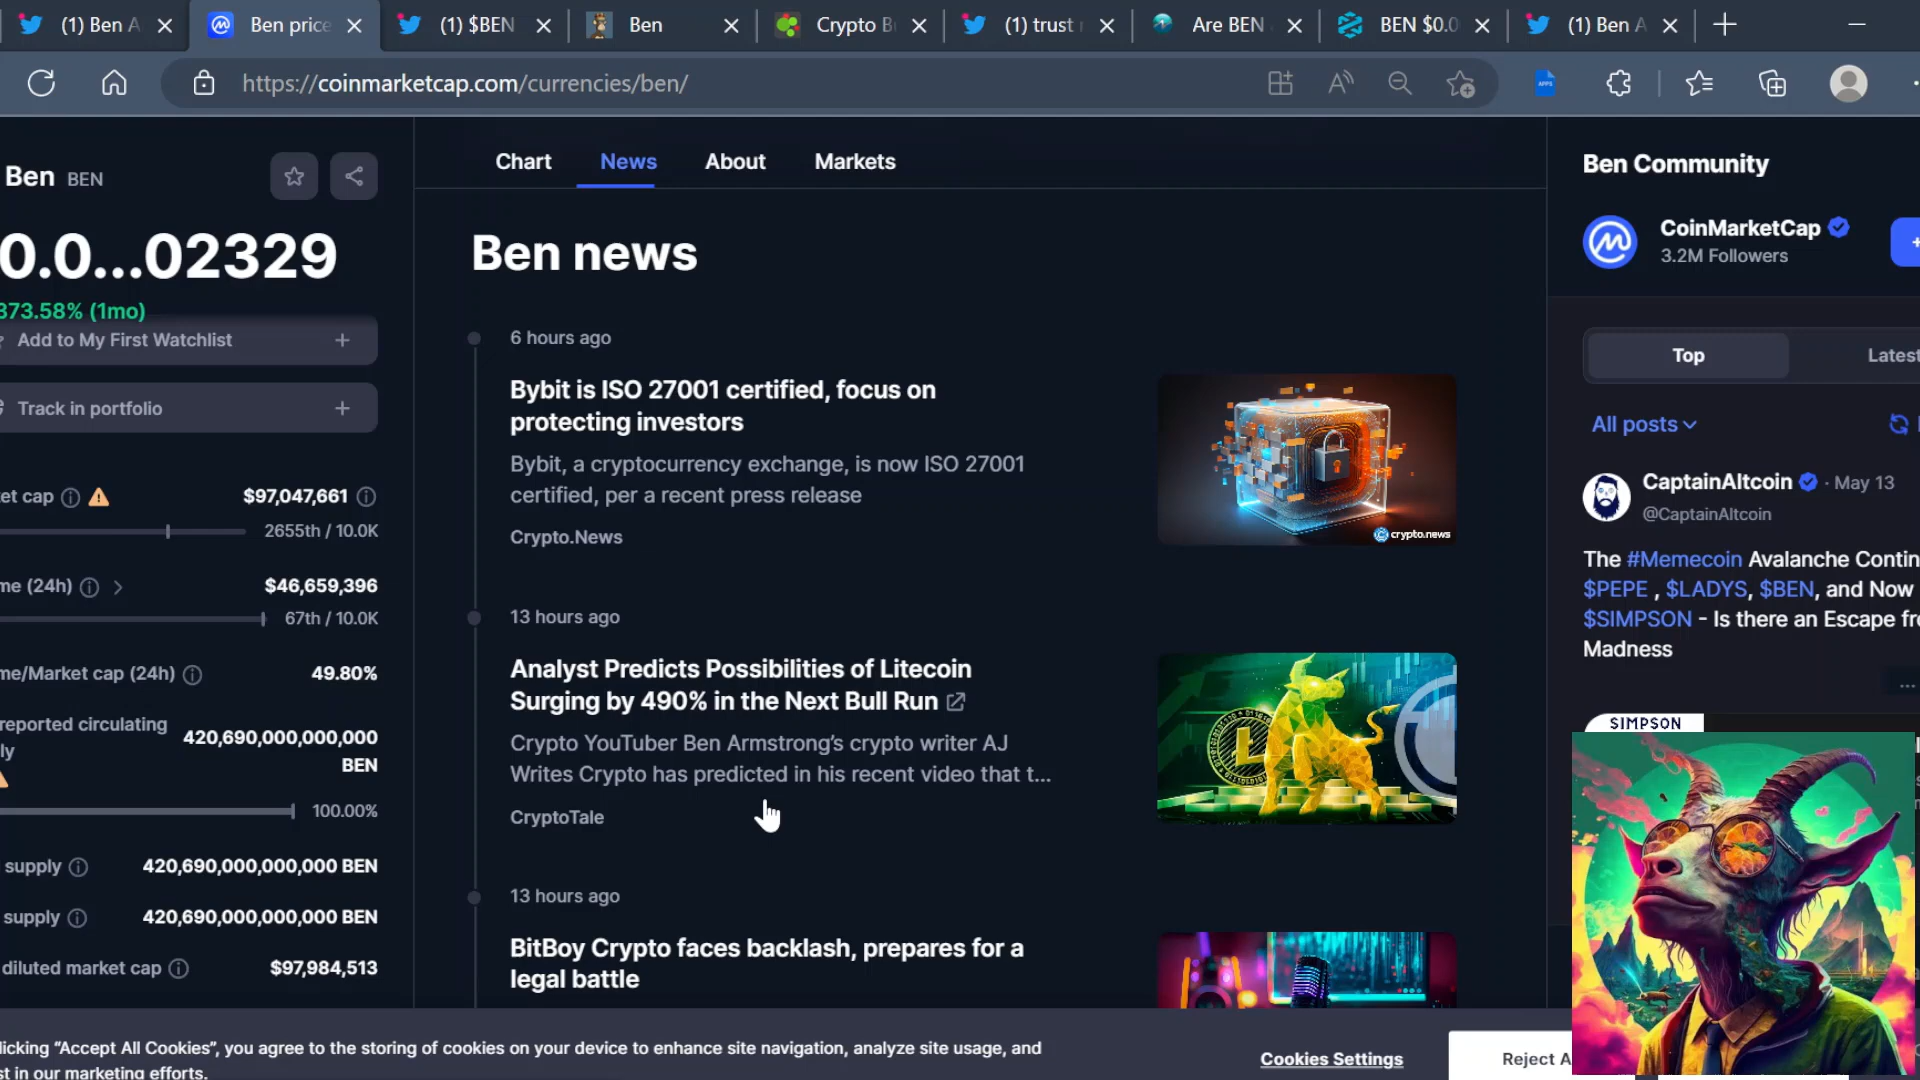 (1) Ben A
Ben price
(1) $BEN
Ben
Crypto B
(1) trust
Are BEN
BEN $0.0
(1) Ben A
https://coinmarketcap.com/currencies/ben/
APPS
Ben BEN
0.0...02329
373.58% (1mo)
Add to My First Watchlist
Track in portfolio
et cap $97,047,661
2655th / 10.0K
me (24h) $46,659,396
67th / 10.0K
me/Market cap (24h) 49.80%
reported circulating
ly
420,690,000,000,000
BEN
100.00%
supply 420,690,000,000,000 BEN
supply 420,690,000,000,000 BEN
diluted market cap $97,984,513
Chart News About Markets
Ben news
6 hours ago
Bybit is ISO 27001 certified, focus on
protecting investors
Bybit, a cryptocurrency exchange, is now ISO 27001
certified, per a recent press release
Crypto.News
crypto.news
13 hours ago
Analyst Predicts Possibilities of Litecoin
Surging by 490% in the Next Bull Run
Crypto YouTuber Ben Armstrong's crypto writer AJ
Writes Crypto has predicted in his recent video that t...
CryptoTale
13 hours ago
BitBoy Crypto faces backlash, prepares for a
legal battle
Ben Community
CoinMarketCap
3.2M Followers
Top Latest
All posts
CaptainAltcoin · May 13
@CaptainAltcoin
The #Memecoin Avalanche Contin
$PEPE , $LADYS, $BEN, and Now
$SIMPSON - Is there an Escape fro
Madness
...
SIMPSON
licking “Accept All Cookies”, you agree to the storing of cookies on your device to enhance site navigation, analyze site usage, and
st in our marketing efforts.
Cookies Settings
Reject A